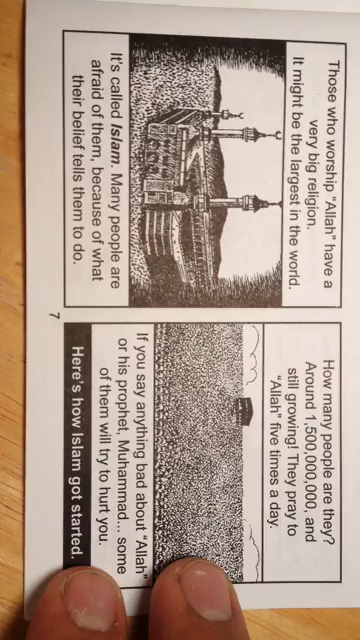 Those who worship "Allah" have a
very big religion.
It might be the largest in the world.
It's called Islam. Many people are
afraid of them, because of what
their belief tells them to do.
How many people are they?
Around 1,500,000,000, and
still growing! They pray to
"Allah" five times a day.
If you say anything bad about "Allah"
or his prophet, Muhammad... some
of them will try to hurt you.
Here's how Islam got started.
7